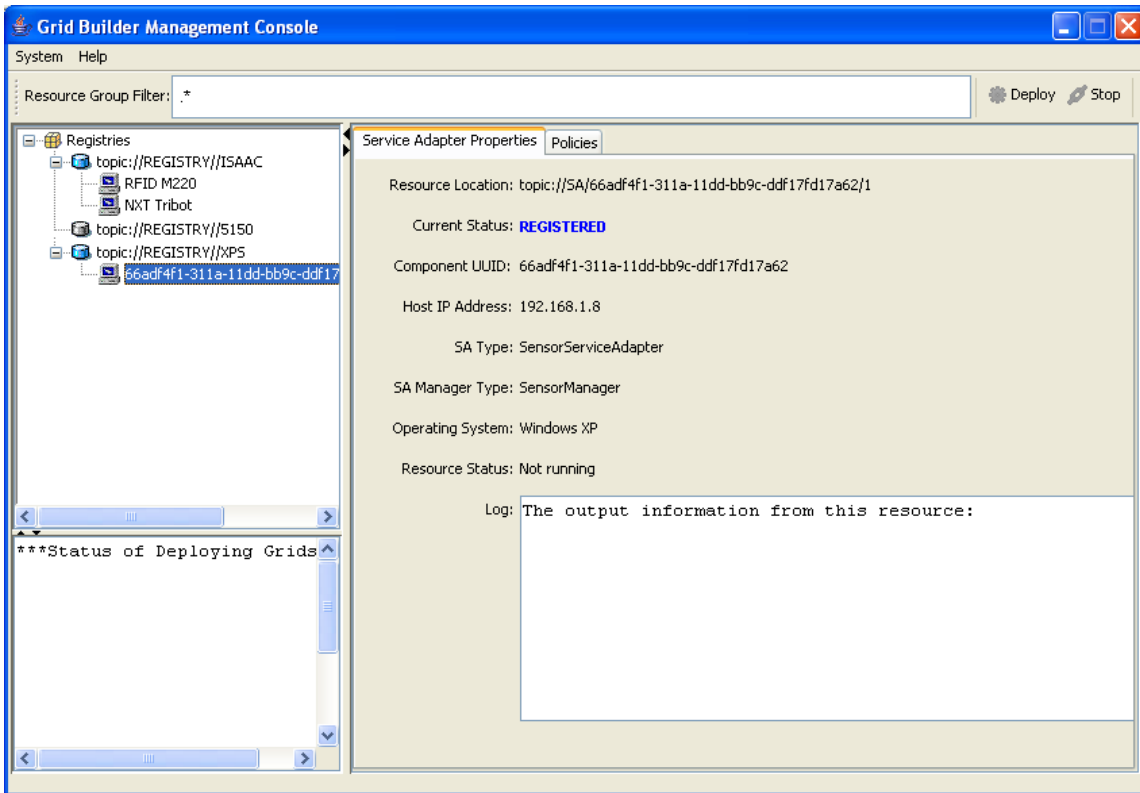 Grid Builder Management Console
System Help
Resource Group Filter: .*
Deploy Stop
Registries
topic://REGISTRY//ISAAC
RFID M220
NXT Tribot
topic://REGISTRY//5150
topic://REGISTRY//XPS
66adf4f1-311a-11dd-bb9c-ddf17
***Status of Deploying Grids
Service Adapter Properties Policies
Resource Location: topic://SA/66adf4f1-311a-11dd-bb9c-ddf17fd17a62/1
Current Status: REGISTERED
Component UUID: 66adf4f1-311a-11dd-bb9c-ddf17fd17a62
Host IP Address: 192.168.1.8
SA Type: SensorServiceAdapter
SA Manager Type: SensorManager
Operating System: Windows XP
Resource Status: Not running
Log: The output information from this resource: